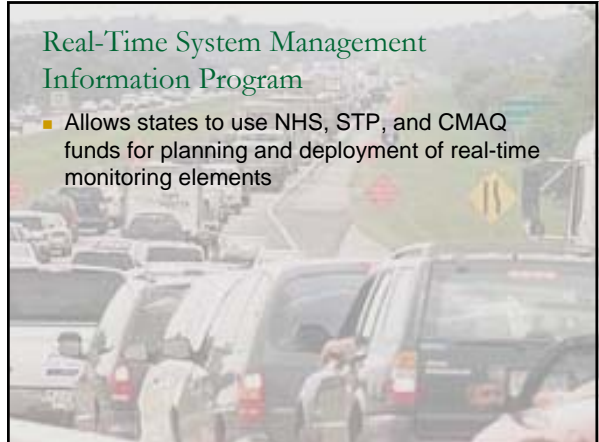 Real-Time System Management
Information Program
Allows states to use NHS, STP, and CMAQ
funds for planning and deployment of real-time
monitoring elements